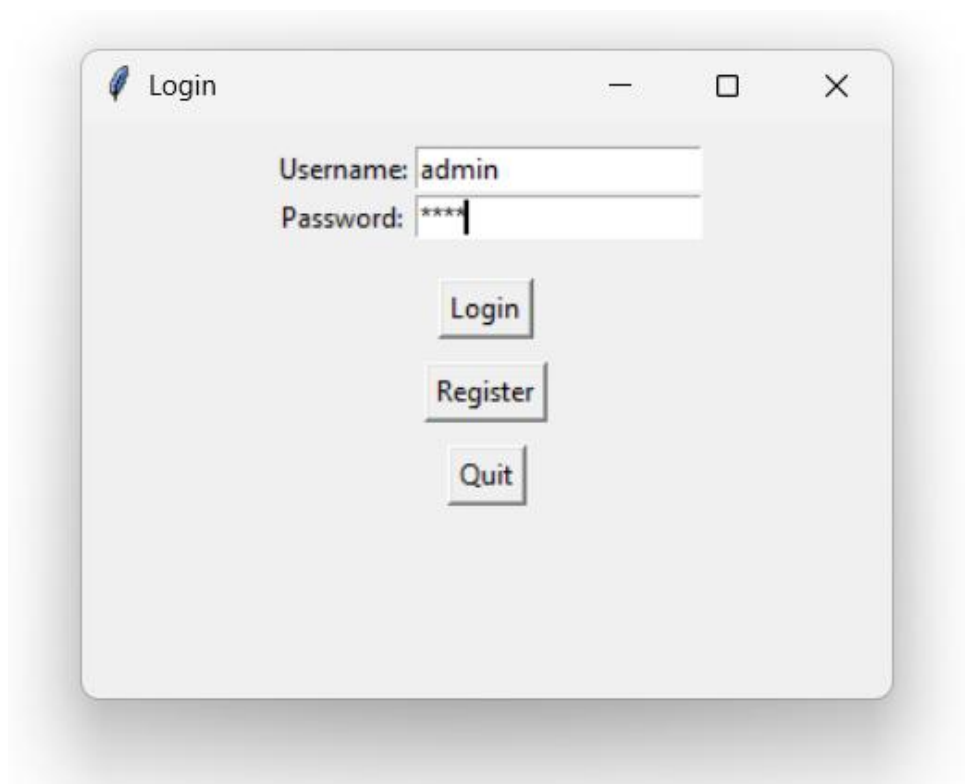 Login
Username: admin
Password: ****
Login
Register
Quit